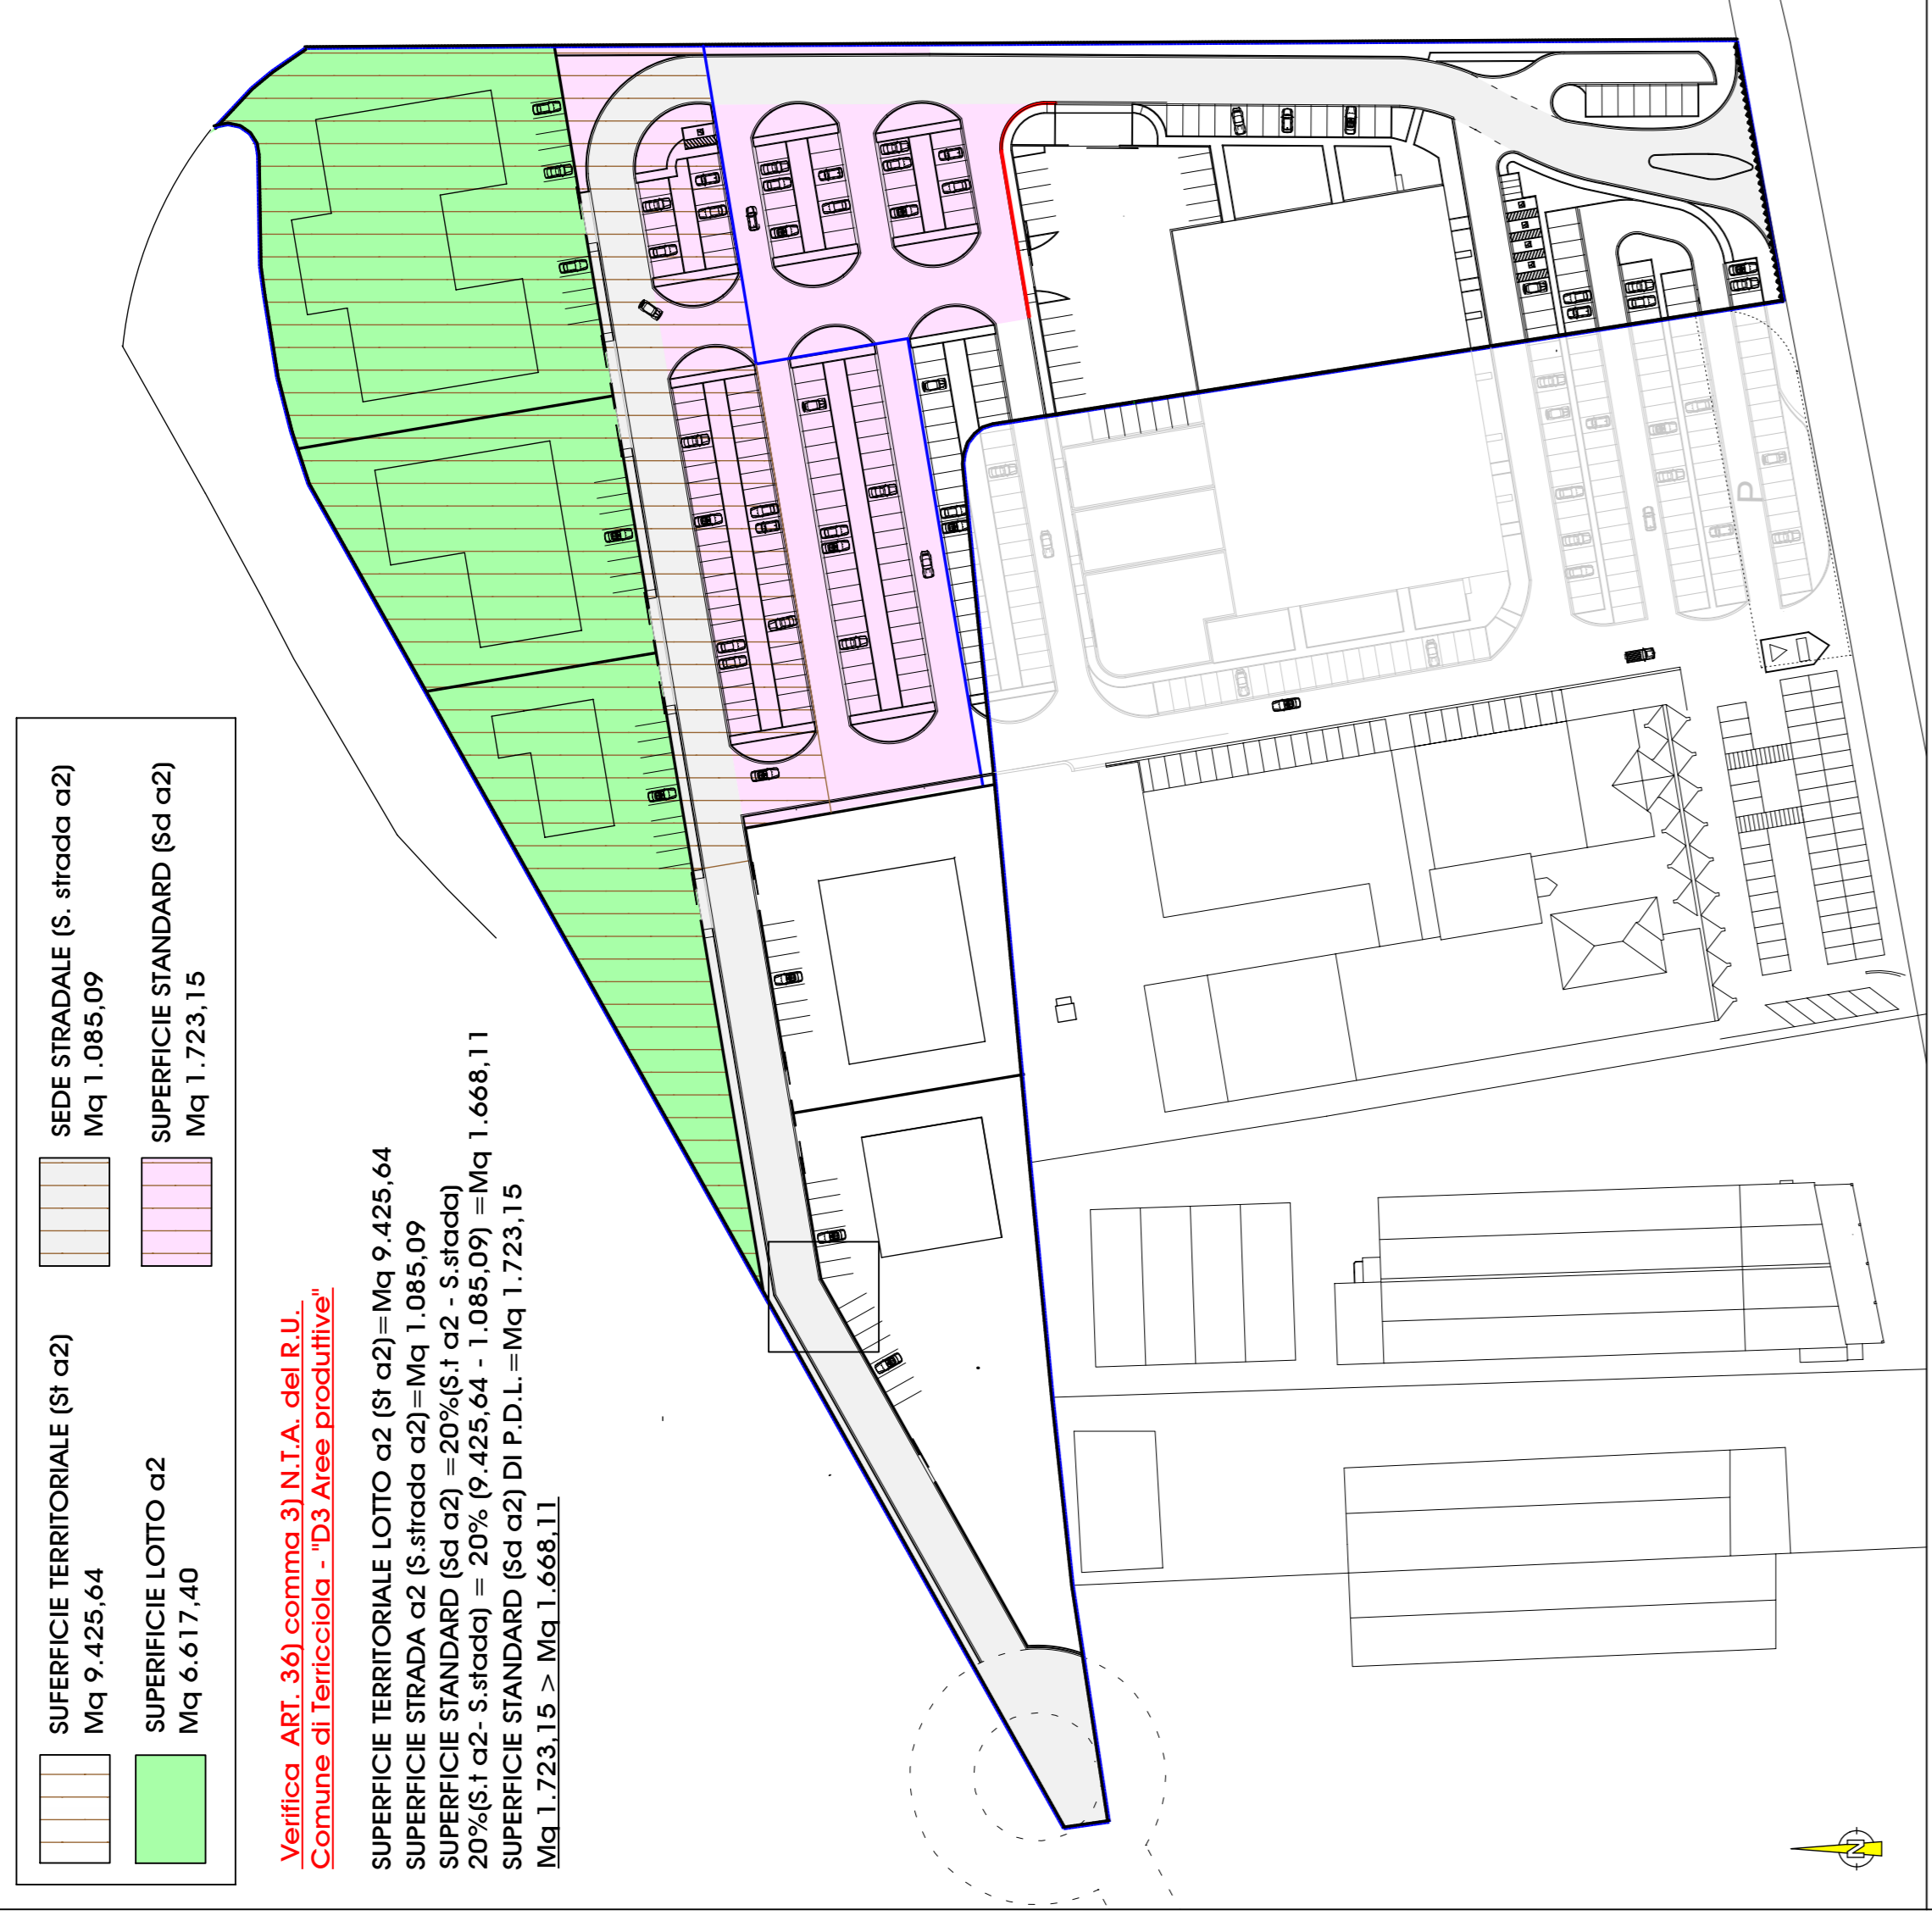 SUFERFICIE TERRITORIALE (St a2)
Mq 9.425,64
SEDE STRADALE (S. strada a2)
Mq 1.085,09
SUPERIFICIE LOTTO a2
Mq 6.617,40
SUPERFICIE STANDARD (Sd a2)
Mq 1.723,15
Verifica ART. 36) comma 3) N.T.A. del R.U.
Comune di Terricciola - "D3 Aree produttive"
SUPERFICIE TERRITORIALE LOTTO a2 (St a2)=Mq 9.425,64
SUPERFICIE STRADA a2 (S.strada a2)=Mq 1.085,09
SUPERFICIE STANDARD (Sd a2) =20%(S.t a2 - S.stada)
20%(S.t a2- S.stada) = 20% (9.425,64 - 1.085,09) =Mq 1.668,11
SUPERFICIE STANDARD (Sd a2) DI P.D.L. =Mq 1.723,15
Mq 1.723,15 > Mq 1.668,11
P
N